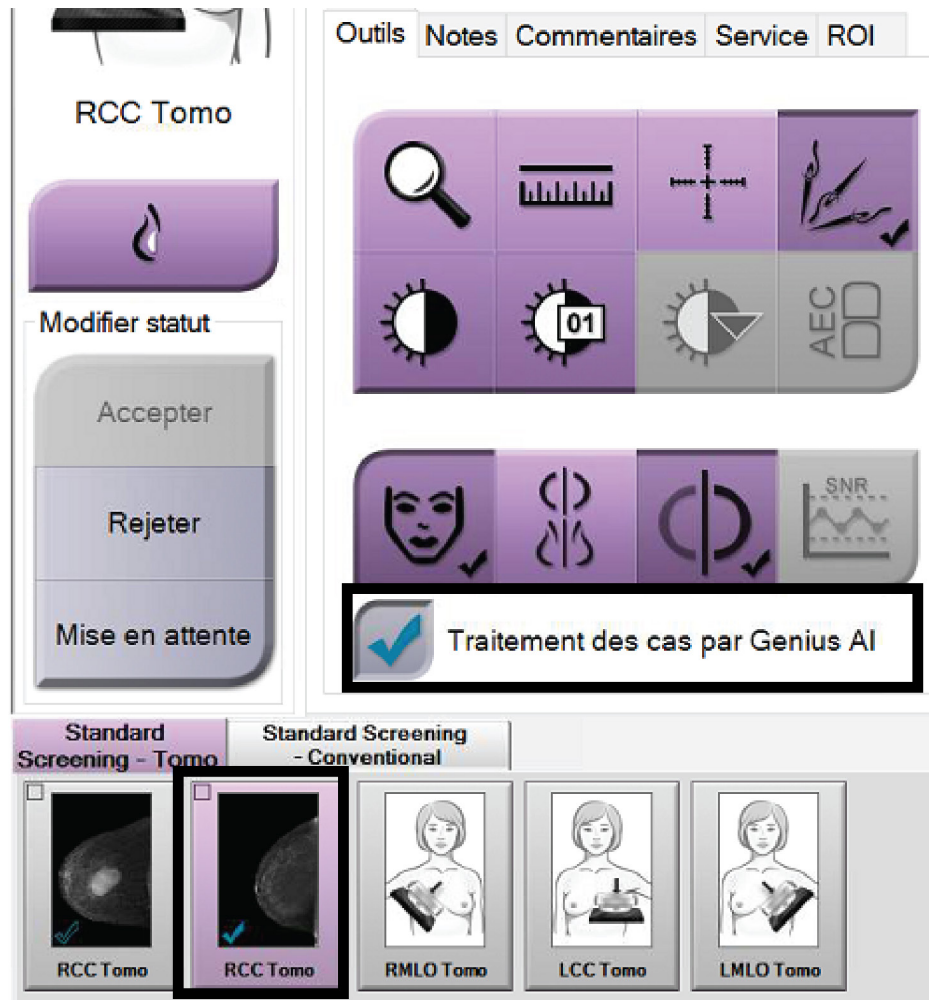 RCC Tomo
Modifier statut
Accepter
Rejeter
Mise en attente
Outils Notes Commentaires Service ROI
01
AEC
SNR
Traitement des cas par Genius AI
Standard
Screening - Tomo
Standard Screening
- Conventional
RCC Tomo
RCC Tomo
RMLO Tomo
LCC Tomo
LMLO Tomo